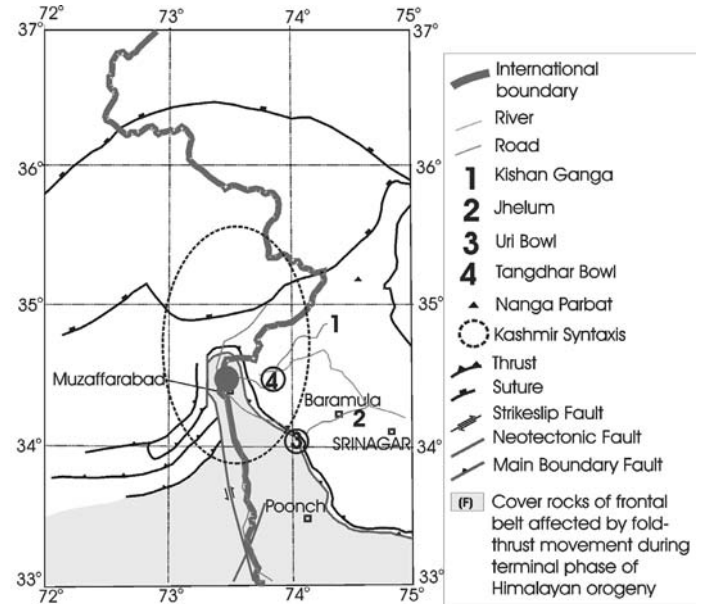 72° 73° 74° 75°
37° 37°
36° 36°
35° 35°
34° 34°
33° 33°
72° 73° 74° 75°
1
4
Muzaffarabad
Baramula
2
3
SRINAGAR
Poonch
International
boundary
River
Road
1 Kishan Ganga
2 Jhelum
3 Uri Bowl
4 Tangdhar Bowl
Nanga Parbat
Kashmir Syntaxis
Thrust
Suture
Strikeslip Fault
Neotectonic Fault
Main Boundary Fault
(F) Cover rocks of frontal
belt affected by fold-
thrust movement during
terminal phase of
Himalayan orogeny